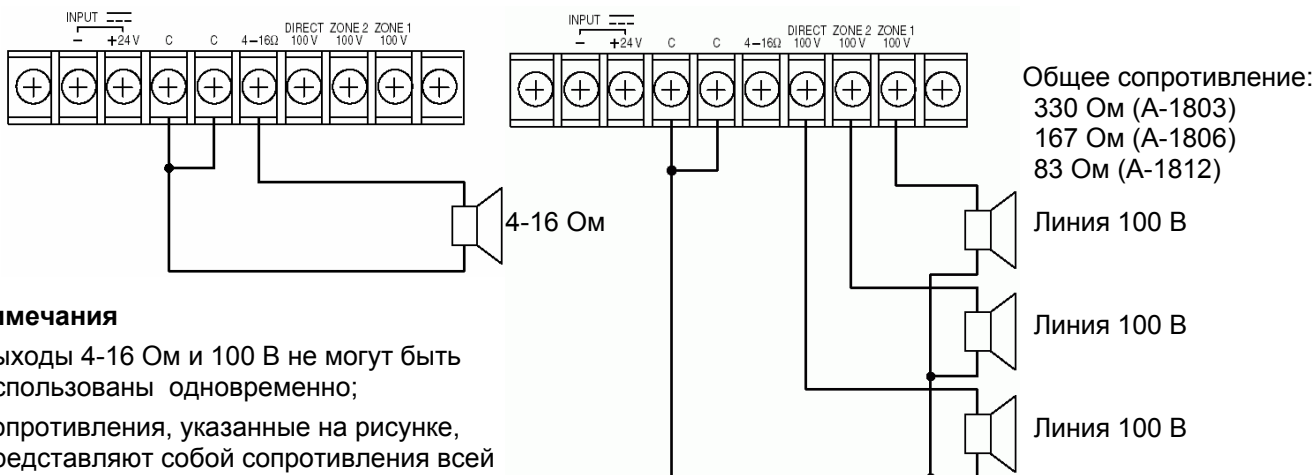 INPUT
− +24 V C C 4–16Ω DIRECT 100 V ZONE 2 100 V ZONE 1 100 V
4-16 Ом
INPUT
− +24 V C C 4–16Ω DIRECT 100 V ZONE 2 100 V ZONE 1 100 V
Общее сопротивление:
330 Ом (А-1803)
167 Ом (А-1806)
83 Ом (А-1812)
Линия 100 В
Линия 100 В
Линия 100 В
имечания
ыходы 4-16 Ом и 100 В не могут быть
спользованы одновременно;
опротивления, указанные на рисунке,
редставляют собой сопротивления всей